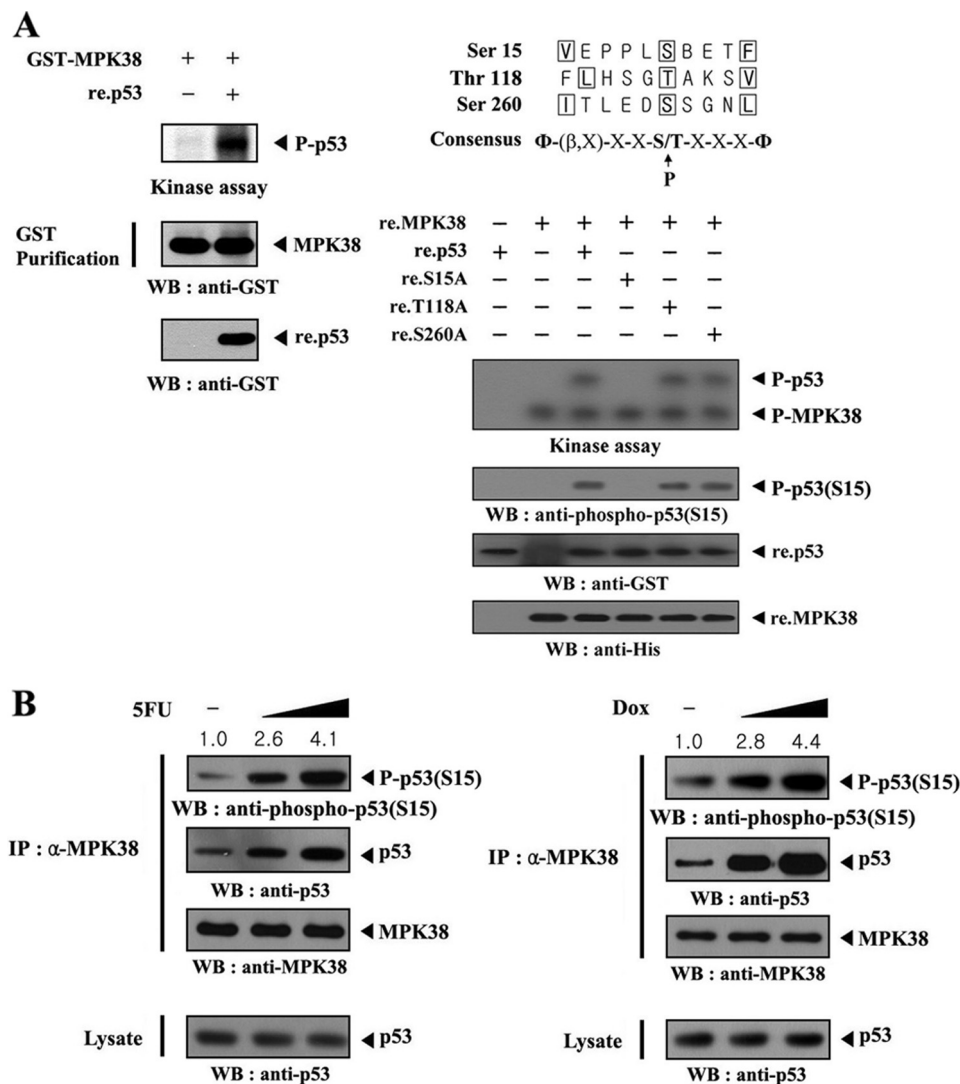 A
GST-MPK38 + +
re.p53 – +
P-p53
Kinase assay
GST
Purification
MPK38
WB : anti-GST
re.p53
WB : anti-GST
Ser 15 V E P P L S B E T F
Thr 118 F L H S G T A K S V
Ser 260 I T L E D S S G N L
Consensus Φ-(β,X)-X-X-S/T-X-X-X-Φ
P
re.MPK38 – + + + + +
re.p53 + – + – – –
re.S15A – – – + – –
re.T118A – – – – + –
re.S260A – – – – – +
P-p53
P-MPK38
Kinase assay
P-p53(S15)
WB : anti-phospho-p53(S15)
re.p53
WB : anti-GST
re.MPK38
WB : anti-His
B
5FU –
1.0 2.6 4.1
IP : α-MPK38
P-p53(S15)
WB : anti-phospho-p53(S15)
p53
WB : anti-p53
MPK38
WB : anti-MPK38
Lysate
p53
WB : anti-p53
Dox –
1.0 2.8 4.4
IP : α-MPK38
P-p53(S15)
WB : anti-phospho-p53(S15)
p53
WB : anti-p53
MPK38
WB : anti-MPK38
Lysate
p53
WB : anti-p53